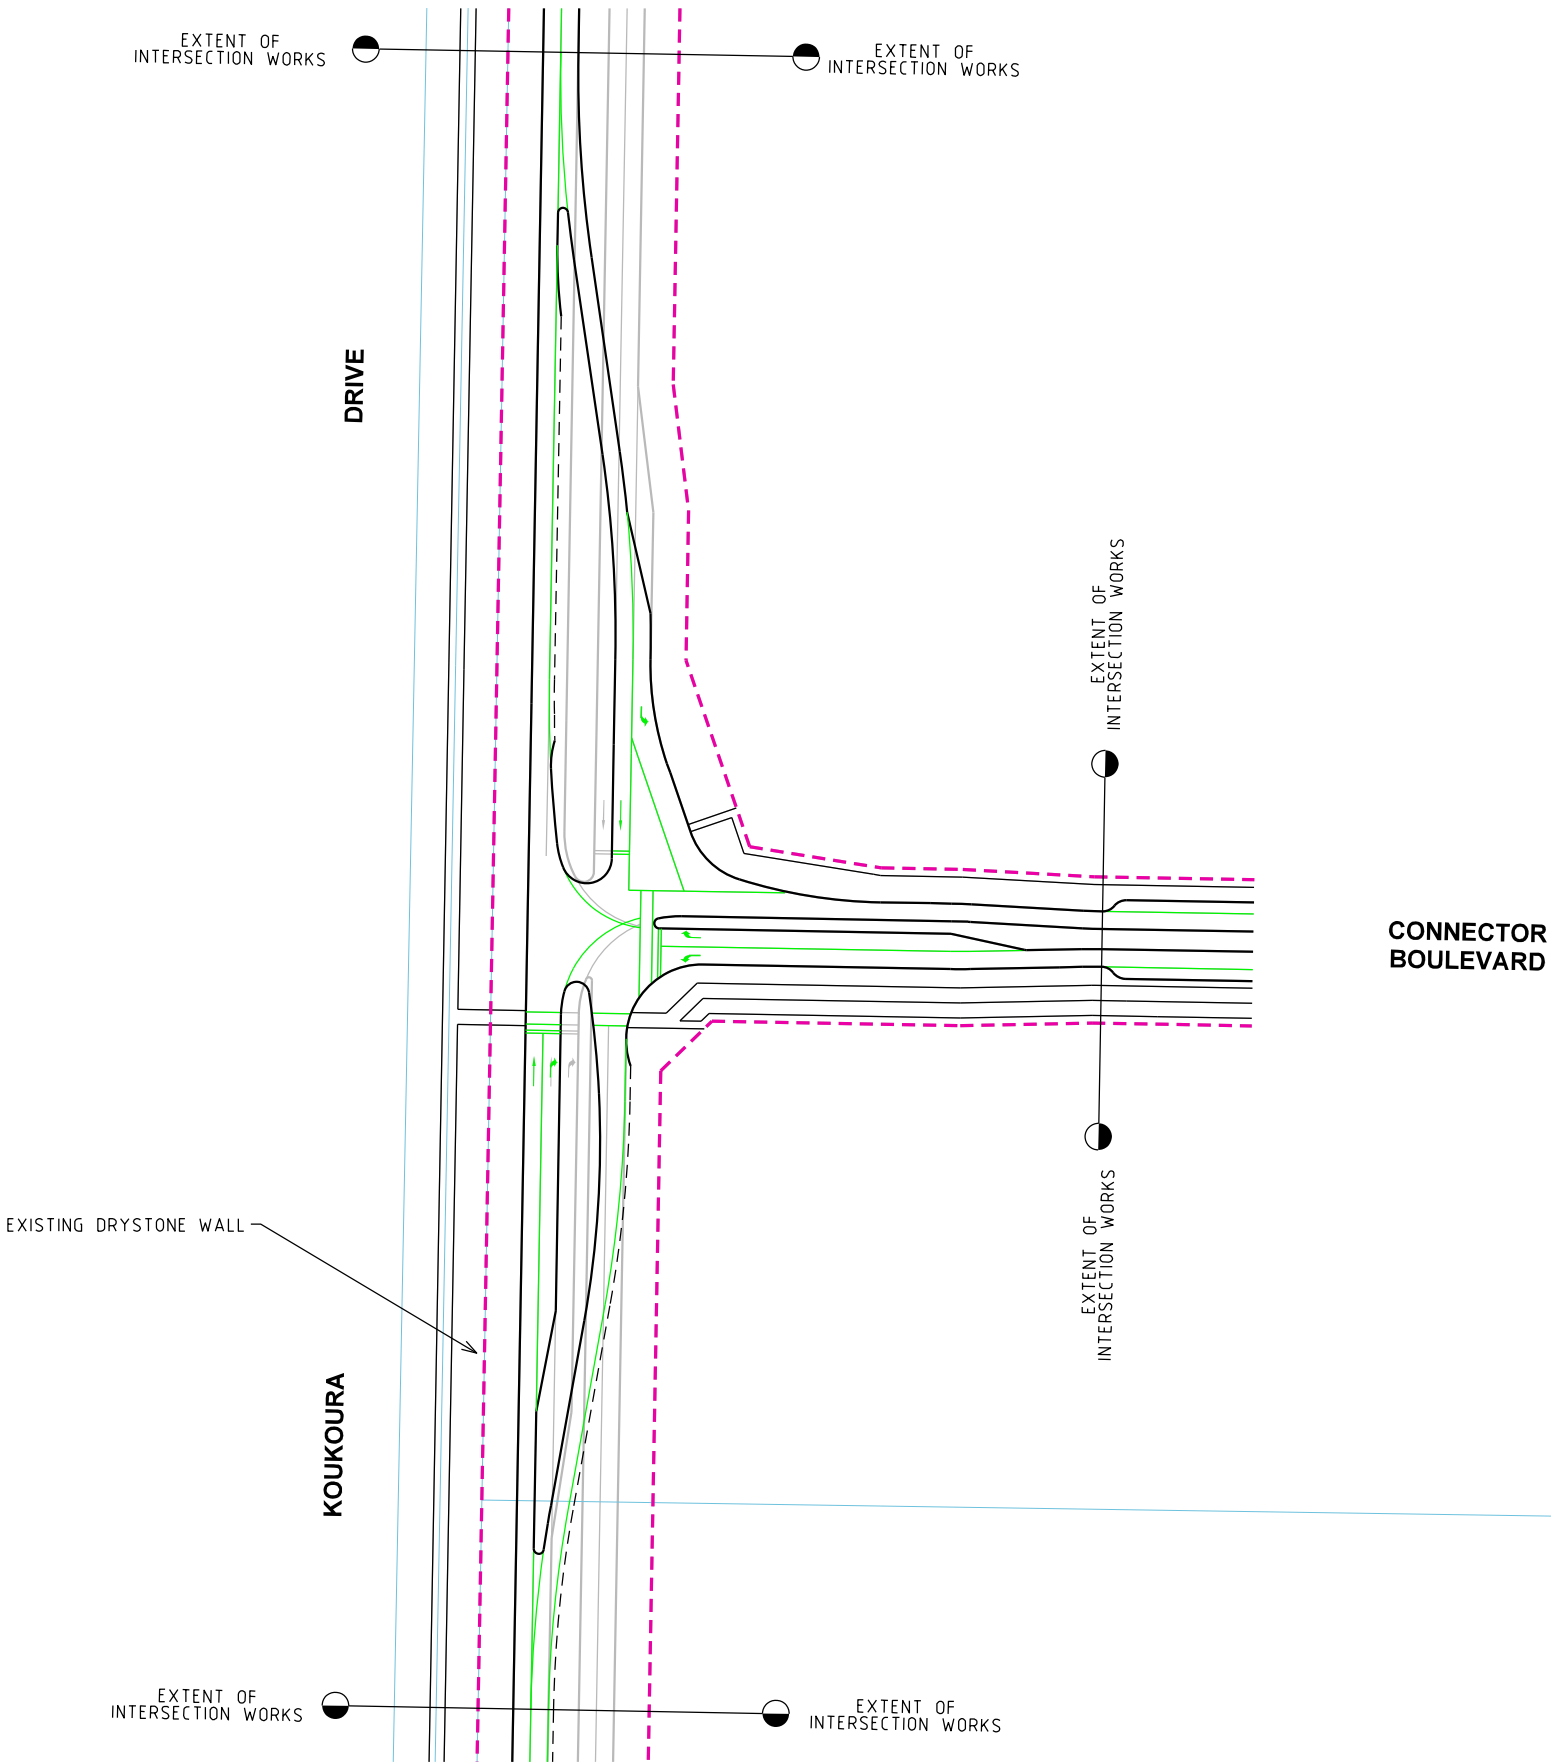 EXTENT OF
INTERSECTION WORKS
EXTENT OF
INTERSECTION WORKS
DRIVE
EXTENT OF
INTERSECTION WORKS
CONNECTOR
BOULEVARD
EXTENT OF
INTERSECTION WORKS
EXISTING DRYSTONE WALL
KOUKOURA
EXTENT OF
INTERSECTION WORKS
EXTENT OF
INTERSECTION WORKS